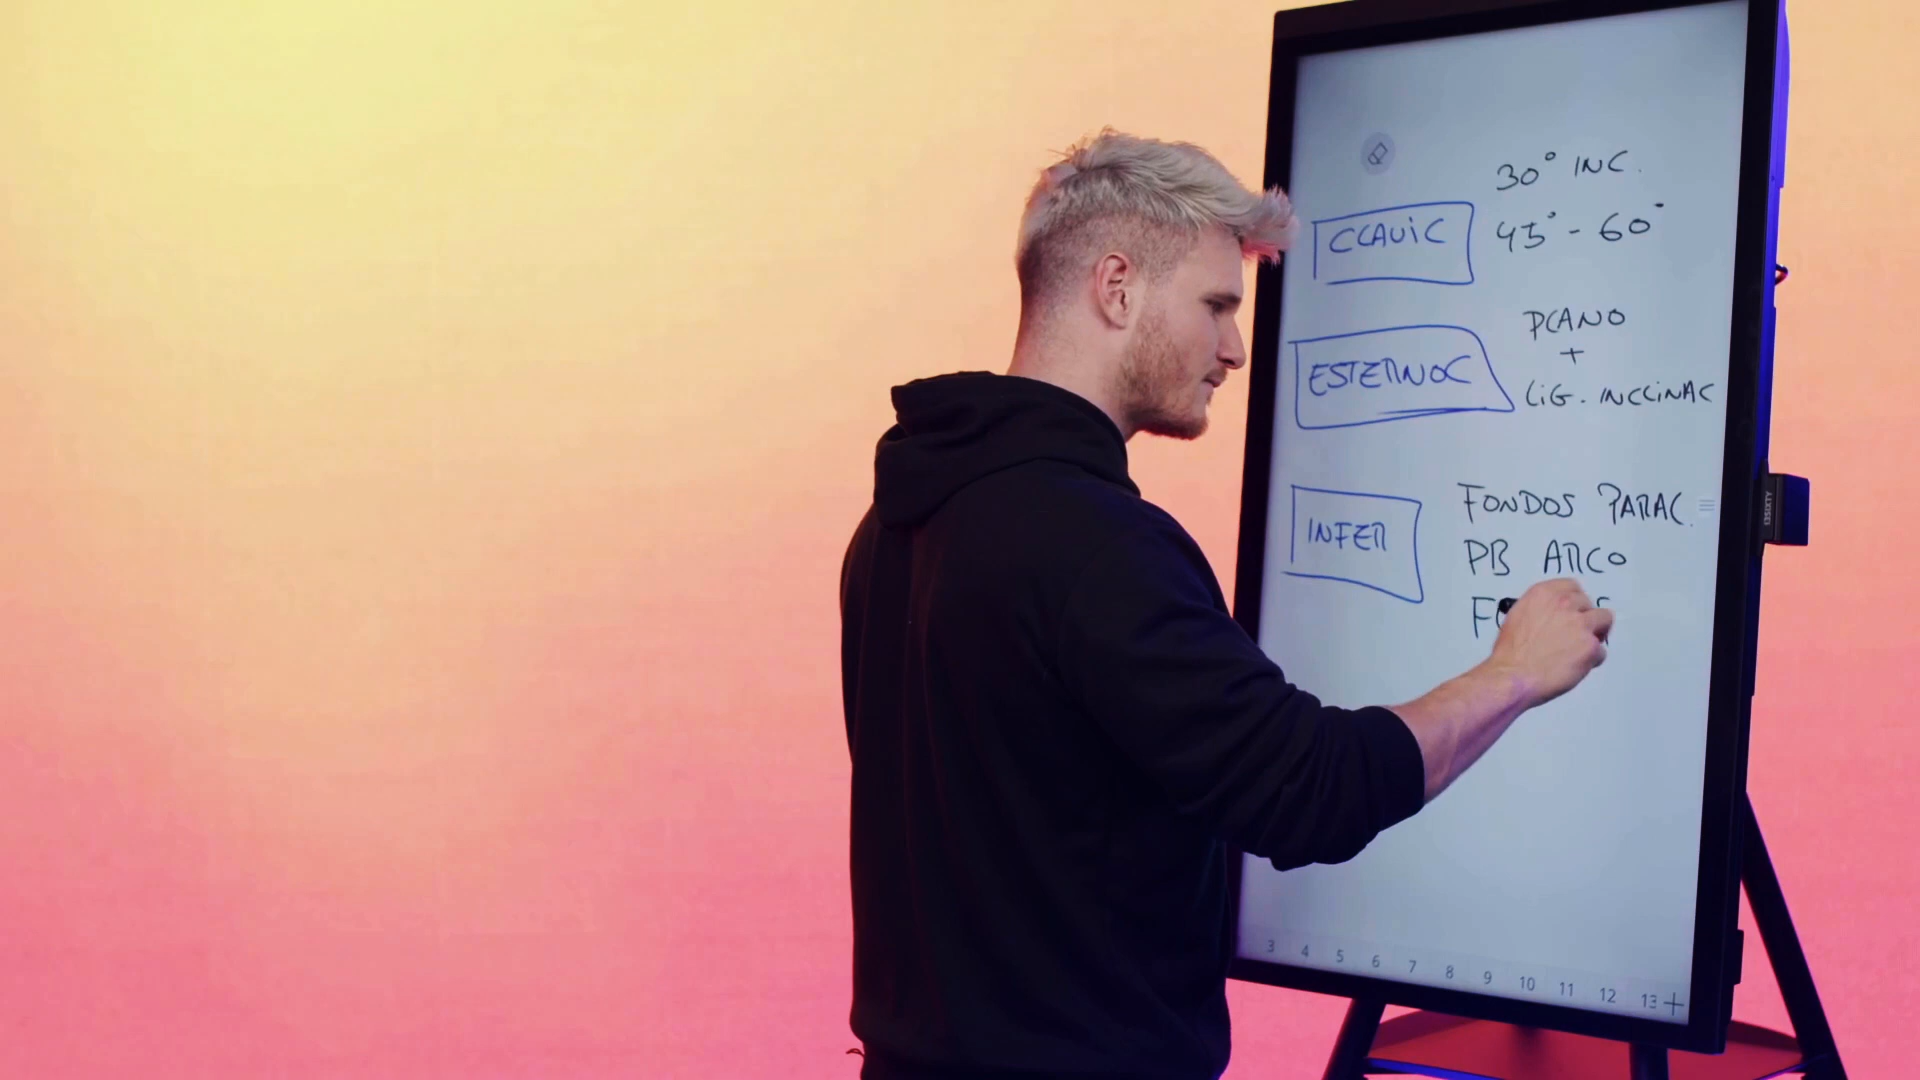 30° INC.
CLAVIC 45° - 60°
PLANO
+
ESTERNOC LIG. INCLINAC
INFER FONDOS PARAC.
PB ARCO
3 4 5 6 7 8 9 10 11 12 13 +